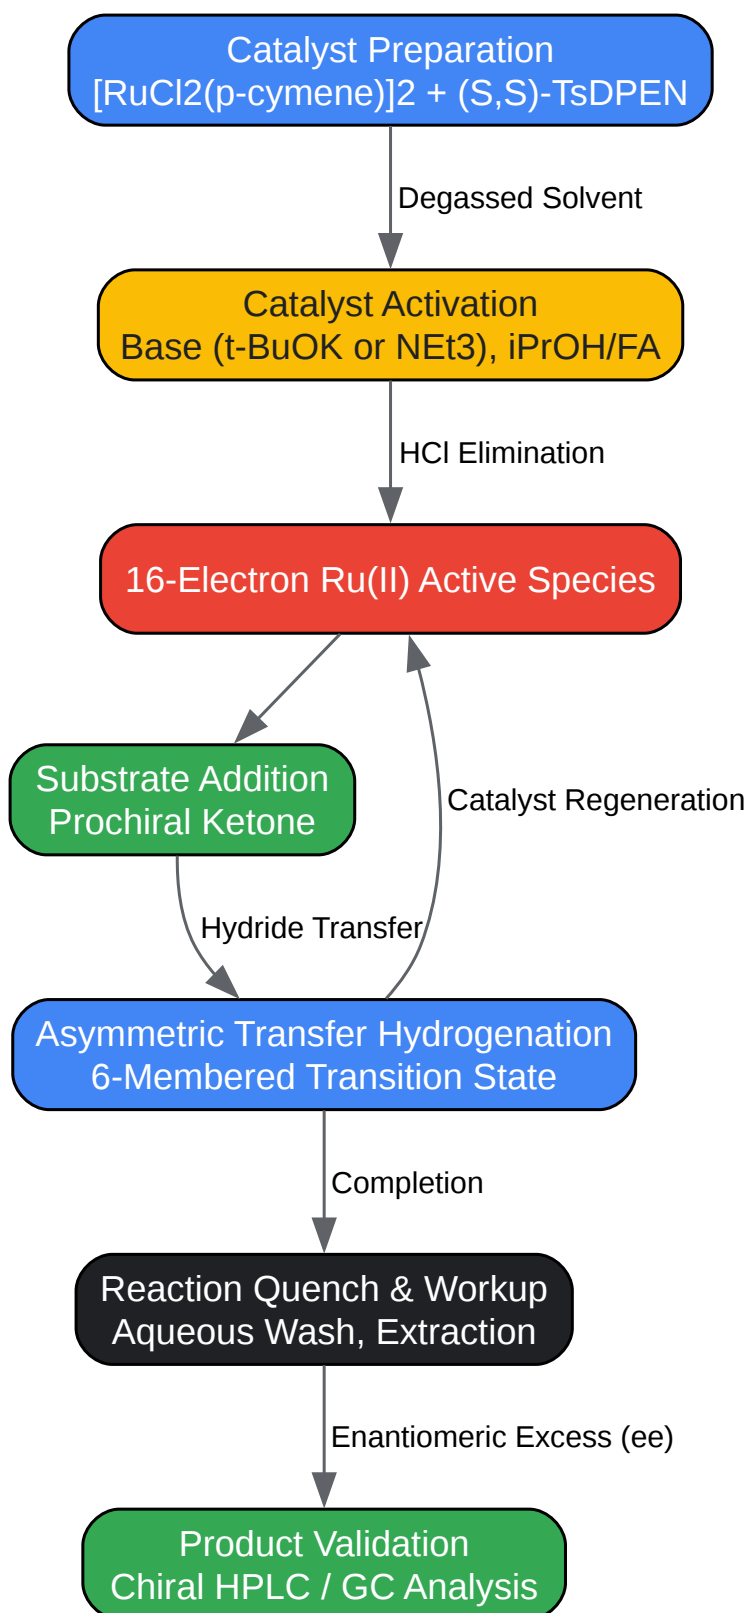 Catalyst Preparation
[RuCl2(p-cymene)]2 + (S,S)-TsDPEN
Degassed Solvent
Catalyst Activation
Base (t-BuOK or NEt3), iPrOH/FA
HCl Elimination
16-Electron Ru(II) Active Species
Substrate Addition
Prochiral Ketone
Catalyst Regeneration
Hydride Transfer
Asymmetric Transfer Hydrogenation
6-Membered Transition State
Completion
Reaction Quench & Workup
Aqueous Wash, Extraction
Enantiomeric Excess (ee)
Product Validation
Chiral HPLC / GC Analysis